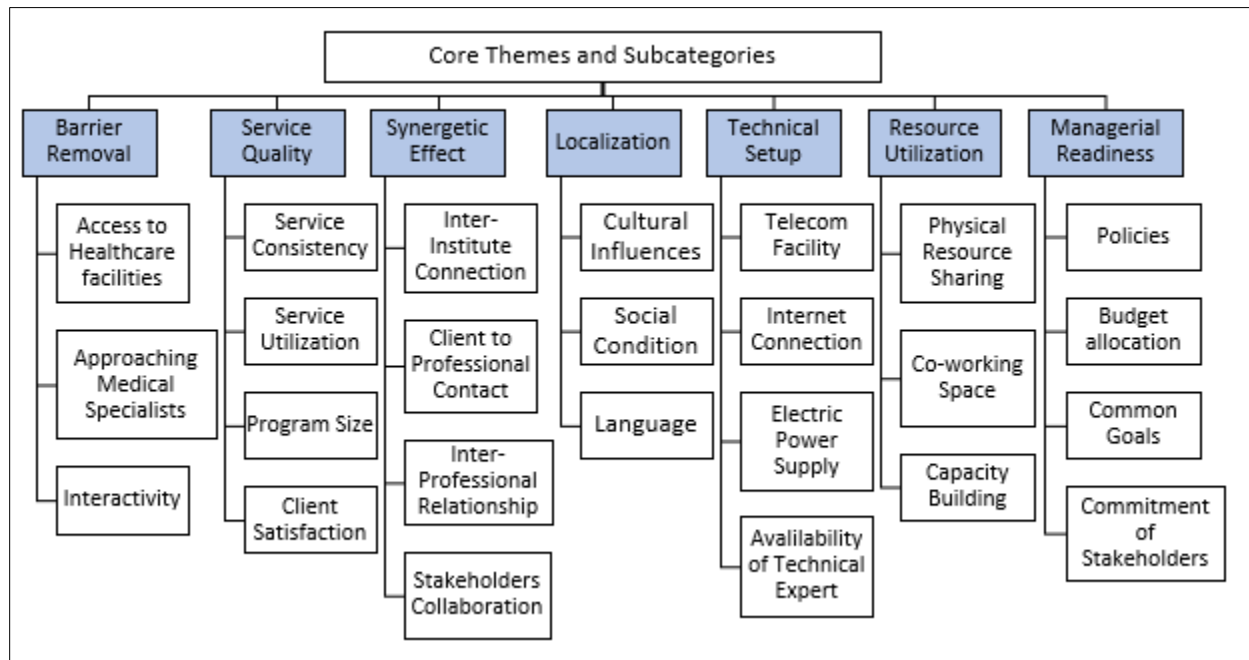 Core Themes and Subcategories
Barrier
Removal
Access to
Healthcare
facilities
Approaching
Medical
Specialists
Interactivity
Service
Quality
Service
Consistency
Service
Utilization
Program Size
Client
Satisfaction
Synergetic
Effect
Inter-
Institute
Connection
Client to
Professional
Contact
Inter-
Professional
Relationship
Stakeholders
Collaboration
Localization
Cultural
Influences
Social
Condition
Language
Technical
Setup
Telecom
Facility
Internet
Connection
Electric
Power
Supply
Avalilability
of Technical
Expert
Resource
Utilization
Physical
Resource
Sharing
Co-working
Space
Capacity
Building
Managerial
Readiness
Policies
Budget
allocation
Common
Goals
Commitment
of
Stakeholders